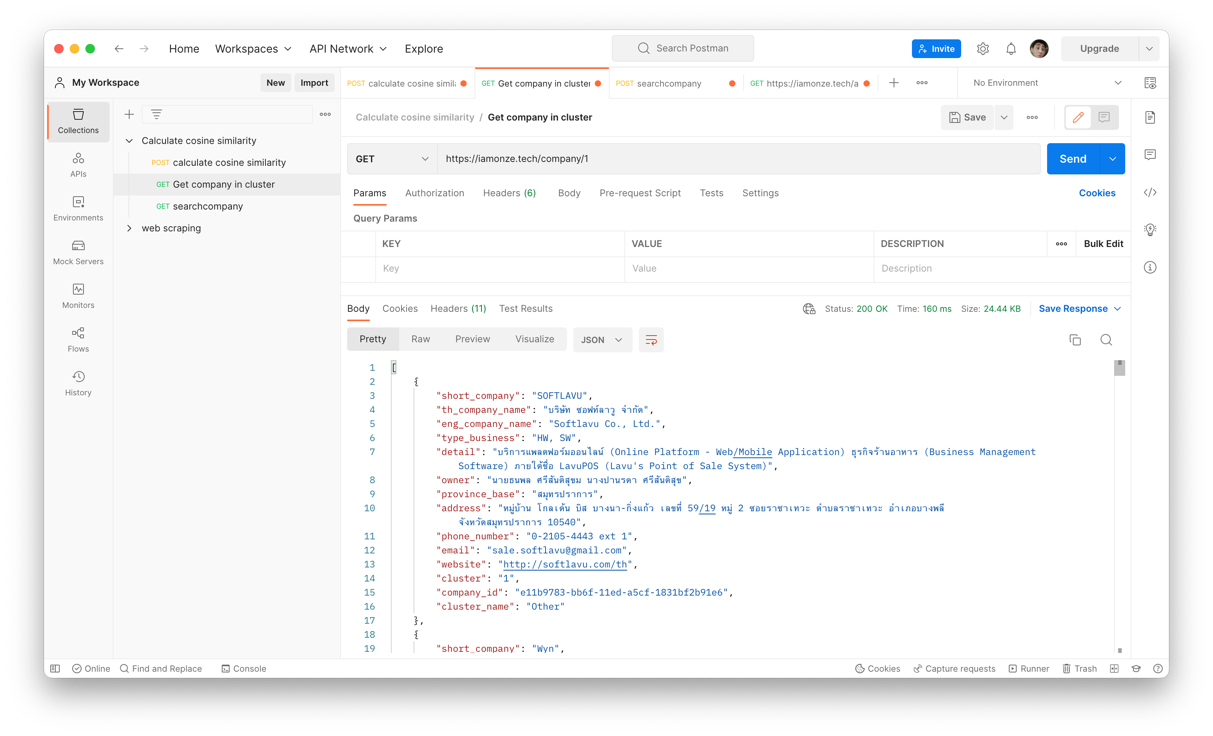 Home Workspaces API Network Explore Search Postman Invite Upgrade
My Workspace New Import
POST calculate cosine simila GET Get company in cluster POST searchcompany GET https://iamonze.tech/a + ooo No Environment
Collections
APIs
Environments
Mock Servers
Monitors
Flows
History
Calculate cosine similarity
POST calculate cosine similarity
GET Get company in cluster
GET searchcompany
web scraping
Calculate cosine similarity / Get company in cluster Save
GET https://iamonze.tech/company/1 Send
Params Authorization Headers (6) Body Pre-request Script Tests Settings Cookies
Query Params
KEY VALUE DESCRIPTION Bulk Edit
Key Value Description
Body Cookies Headers (11) Test Results Status: 200 OK Time: 160 ms Size: 24.44 KB Save Response
Pretty Raw Preview Visualize JSON
1 [
2 {
3 "short_company": "SOFTLAVU",
4 "th_company_name": "บริษัท ซอฟท์ลาวู จำกัด",
5 "eng_company_name": "Softlavu Co., Ltd.",
6 "type_business": "HW, SW",
7 "detail": "บริการแพลตฟอร์มออนไลน์ (Online Platform - Web/Mobile Application) ธุรกิจร้านอาหาร (Business Management
Software) ภายใต้ชื่อ LavuPOS (Lavu's Point of Sale System)",
8 "owner": "นายธนพล ศรีสันติสุขม นางปานรดา ศรีสันติสุข",
9 "province_base": "สมุทรปราการ",
10 "address": "หมู่บ้าน โกลเด้น บิส บางนา-กิ่งแก้ว เลขที่ 59/19 หมู่ 2 ซอยราชาเทวะ ตำบลราชาเทวะ อำเภอบางพลี
จังหวัดสมุทรปราการ 10540",
11 "phone_number": "0-2105-4443 ext 1",
12 "email": "sale.softlavu@gmail.com",
13 "website": "http://softlavu.com/th",
14 "cluster": "1",
15 "company_id": "e11b9783-bb6f-11ed-a5cf-1831bf2b91e6",
16 "cluster_name": "Other"
17 },
18 {
19 "short_company": "Wyn",
Online Find and Replace Console Cookies Capture requests Runner Trash